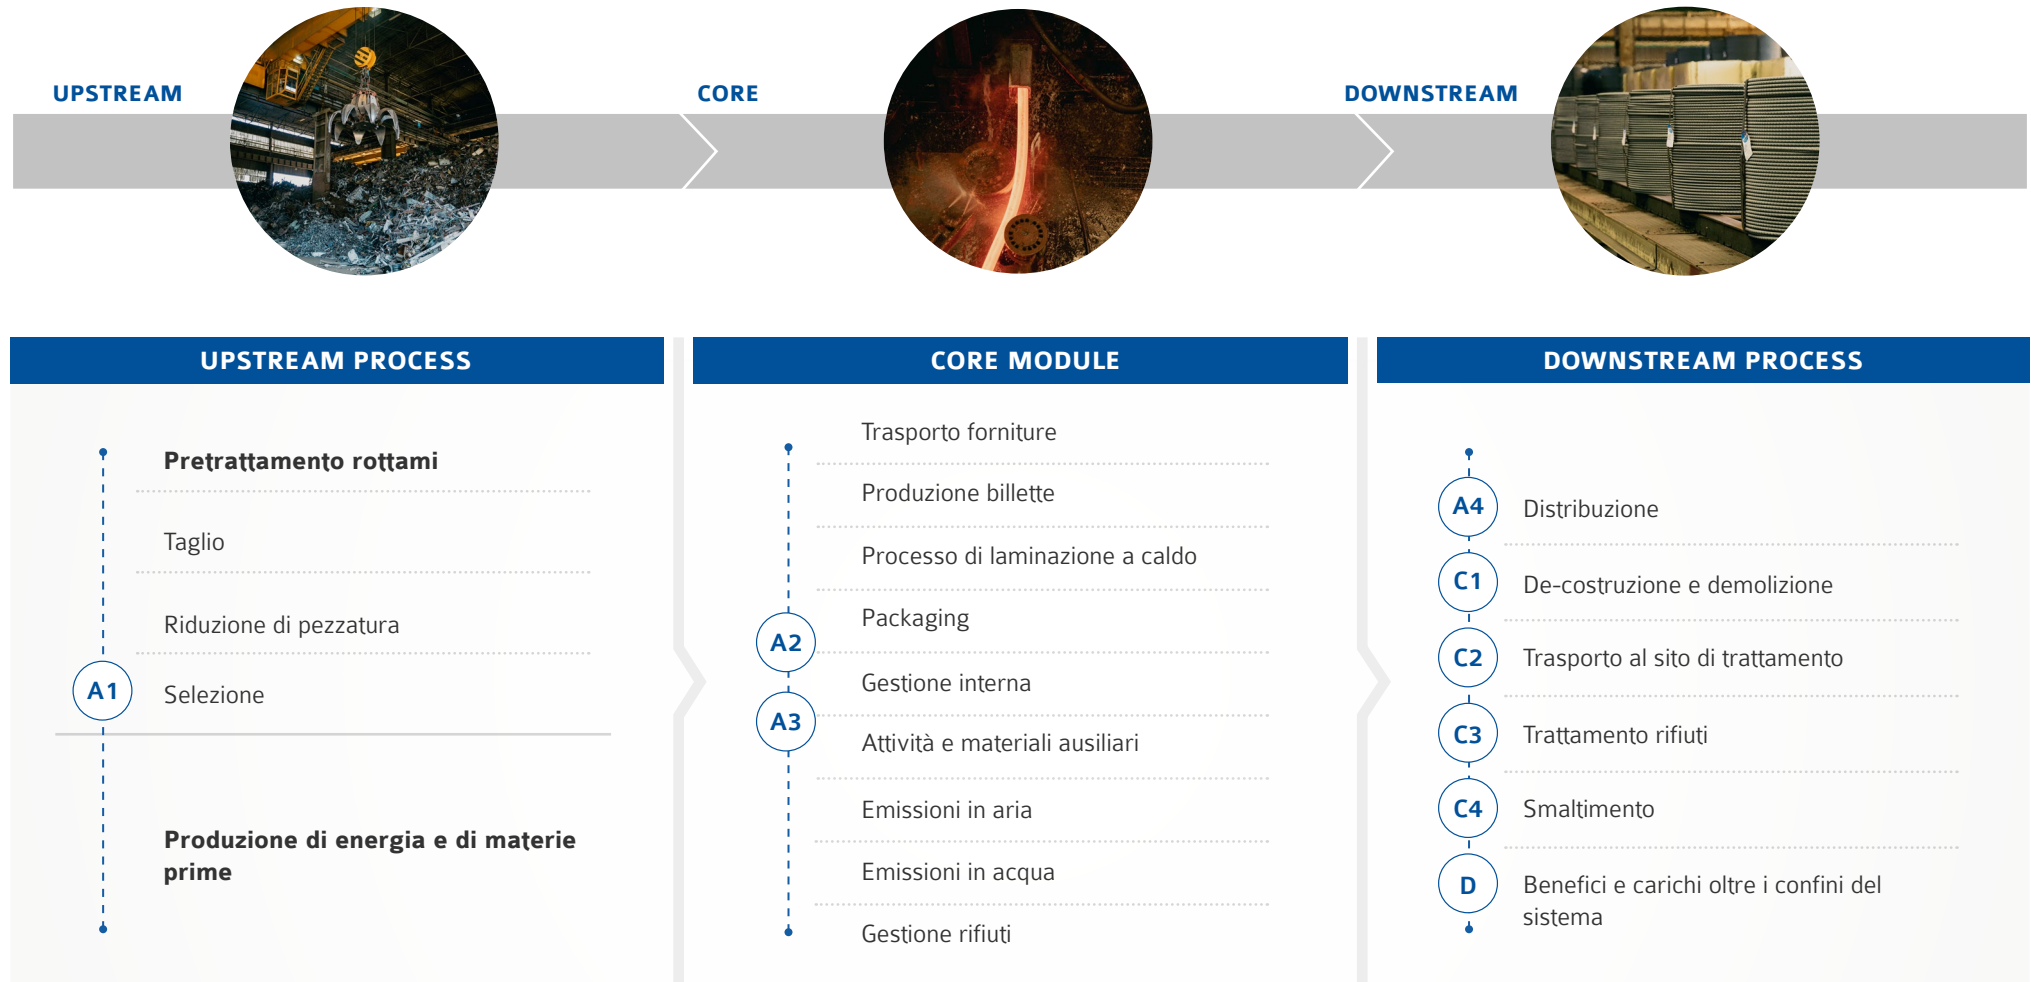 UPSTREAM
CORE
DOWNSTREAM
UPSTREAM PROCESS
Pretrattamento rottami
Taglio
Riduzione di pezzatura
A1
Selezione
Produzione di energia e di materie
prime
CORE MODULE
Trasporto forniture
Produzione billette
Processo di laminazione a caldo
Packaging
A2
Gestione interna
A3
Attività e materiali ausiliari
Emissioni in aria
Emissioni in acqua
Gestione rifiuti
DOWNSTREAM PROCESS
A4 Distribuzione
C1 De-costruzione e demolizione
C2 Trasporto al sito di trattamento
C3 Trattamento rifiuti
C4 Smaltimento
D Benefici e carichi oltre i confini del
sistema